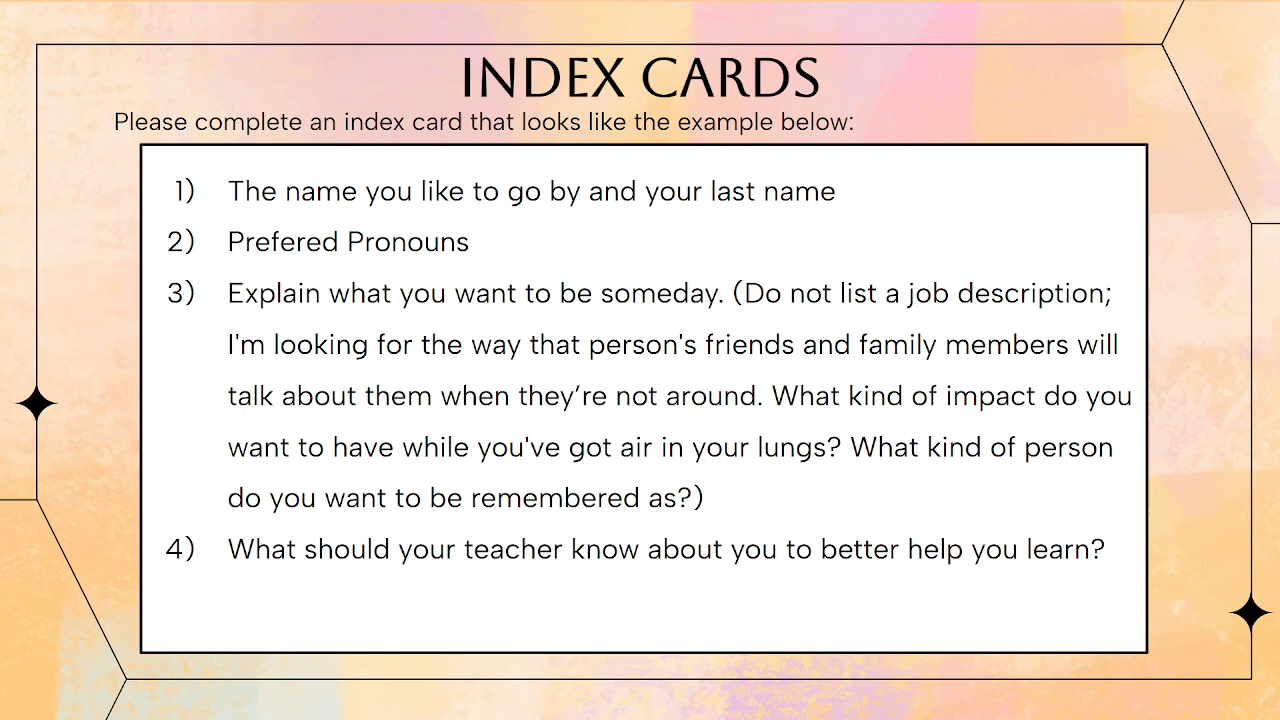 INDEX CARDS
Please complete an index card that looks like the example below:
1) The name you like to go by and your last name
2) Prefered Pronouns
3) Explain what you want to be someday. (Do not list a job description;
I'm looking for the way that person's friends and family members will
talk about them when they’re not around. What kind of impact do you
want to have while you've got air in your lungs? What kind of person
do you want to be remembered as?)
4) What should your teacher know about you to better help you learn?